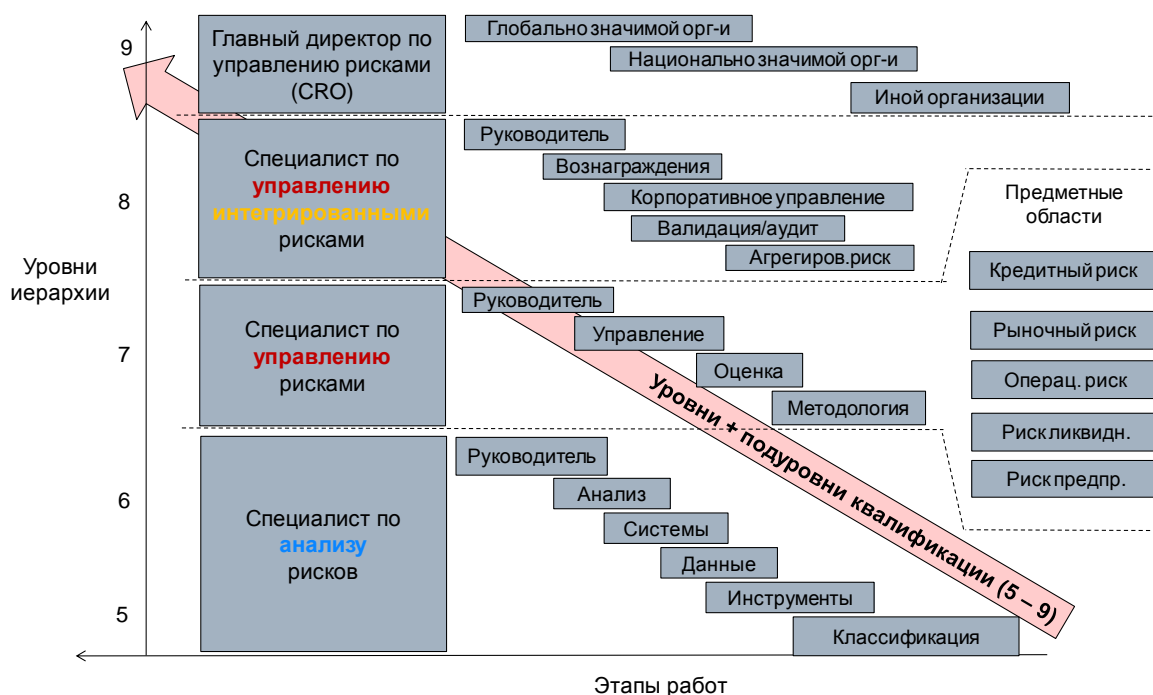 9
Главный директор по
управлению рисками
(CRO)
Глобально значимой орг-и
Национально значимой орг-и
Иной организации
8
Специалист по
управлению
интегрированными
рисками
Руководитель
Вознаграждения
Корпоративное управление
Валидация/аудит
Агрегиров.риск
Предметные
области
Кредитный риск
Рыночный риск
Операц. риск
Риск ликвидн.
Риск предпр.
Уровни
иерархии
7
Специалист по
управлению
рисками
Руководитель
Управление
Оценка
Методология
Уровни + подуровни квалификации (5 – 9)
6
5
Специалист по
анализу
рисков
Руководитель
Анализ
Системы
Данные
Инструменты
Классификация
Этапы работ